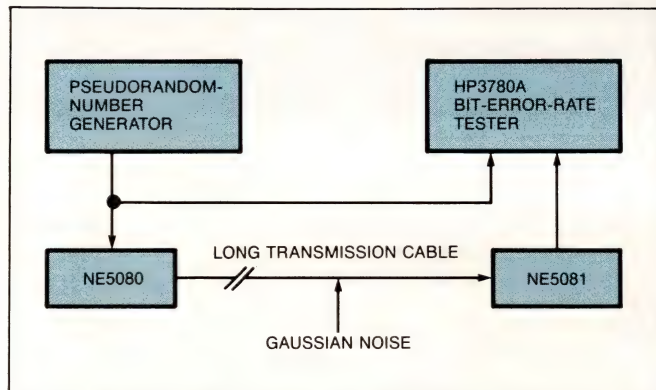 PSEUDORANDOM-
NUMBER
GENERATOR
HP3780A
BIT-ERROR-RATE
TESTER
LONG TRANSMISSION CABLE
NE5080
NE5081
GAUSSIAN NOISE